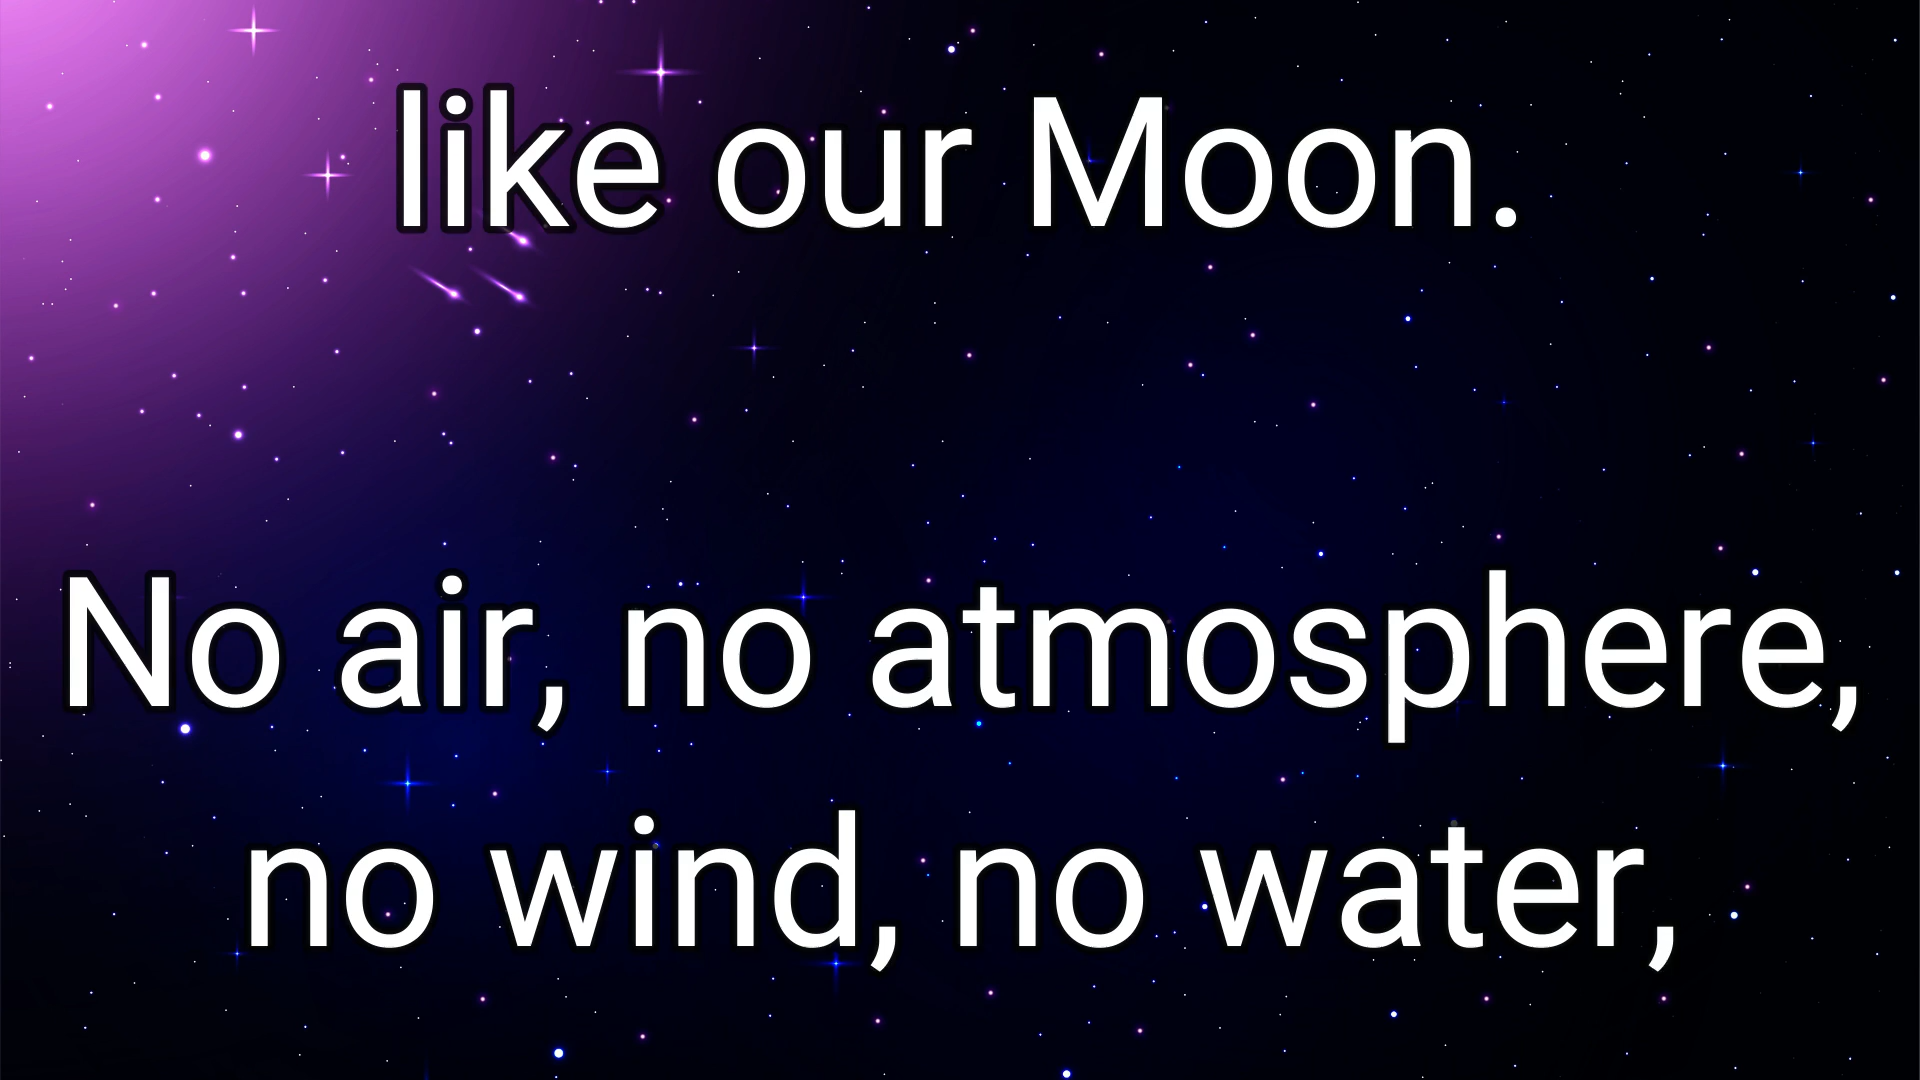 like our Moon.
No air, no atmosphere,
no wind, no water,